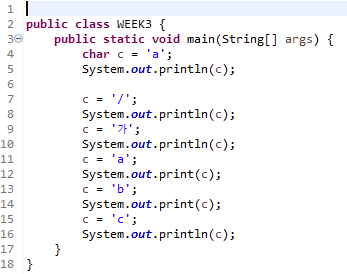 1
2 public class WEEK3 {
3 public static void main(String[] args) {
4 char c = 'a';
5 System.out.println(c);
6
7 c = '/';
8 System.out.println(c);
9 c = '가';
10 System.out.println(c);
11 c = 'a';
12 System.out.print(c);
13 c = 'b';
14 System.out.print(c);
15 c = 'c';
16 System.out.println(c);
17 }
18 }